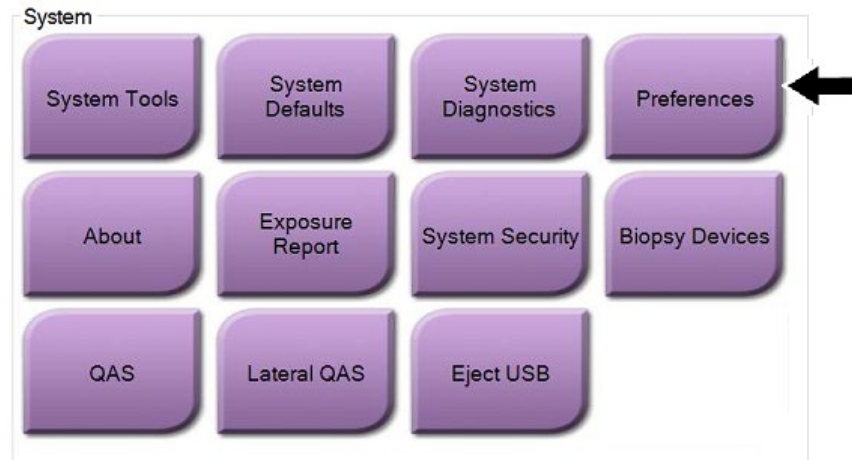 System
System Tools
System
Defaults
System
Diagnostics
Preferences
About
Exposure
Report
System Security
Biopsy Devices
QAS
Lateral QAS
Eject USB